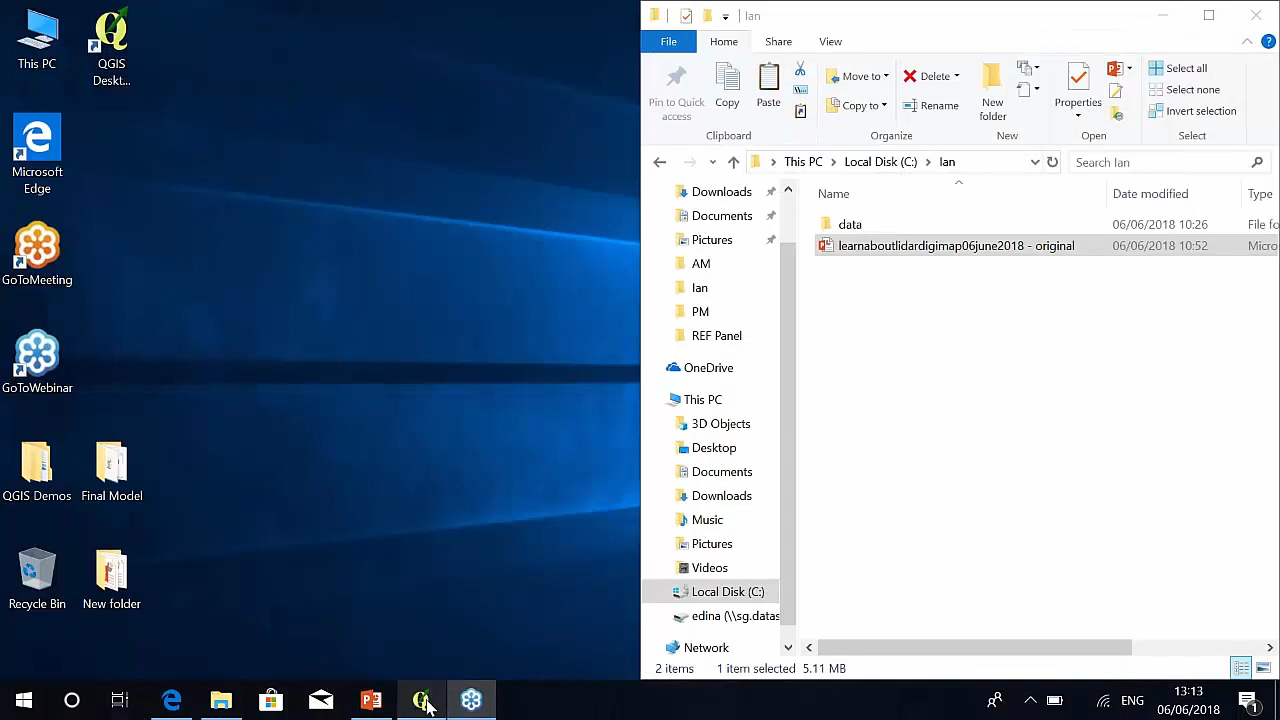 This PC
QGIS
Deskt...
Microsoft
Edge
GoToMeeting
GoToWebinar
QGIS Demos
Final Model
Recycle Bin
New folder
Ian
File
Home
Share
View
Pin to Quick
access
Copy
Paste
Clipboard
Move to
Copy to
Delete
Rename
Organize
New
folder
New
Properties
Open
Select all
Select none
Invert selection
Select
This PC
Local Disk (C:)
Ian
Search Ian
Downloads
Documents
Pictures
AM
Ian
PM
REF Panel
OneDrive
This PC
3D Objects
Desktop
Documents
Downloads
Music
Pictures
Videos
Local Disk (C:)
edina (\\sg.datas
Network
Name
Date modified
Type
data
06/06/2018 10:26
File fo
learnaboutlidardigimap06june2018 - original
06/06/2018 10:52
Micro
2 items
1 item selected
5.11 MB
ENG
13:13
06/06/2018
1